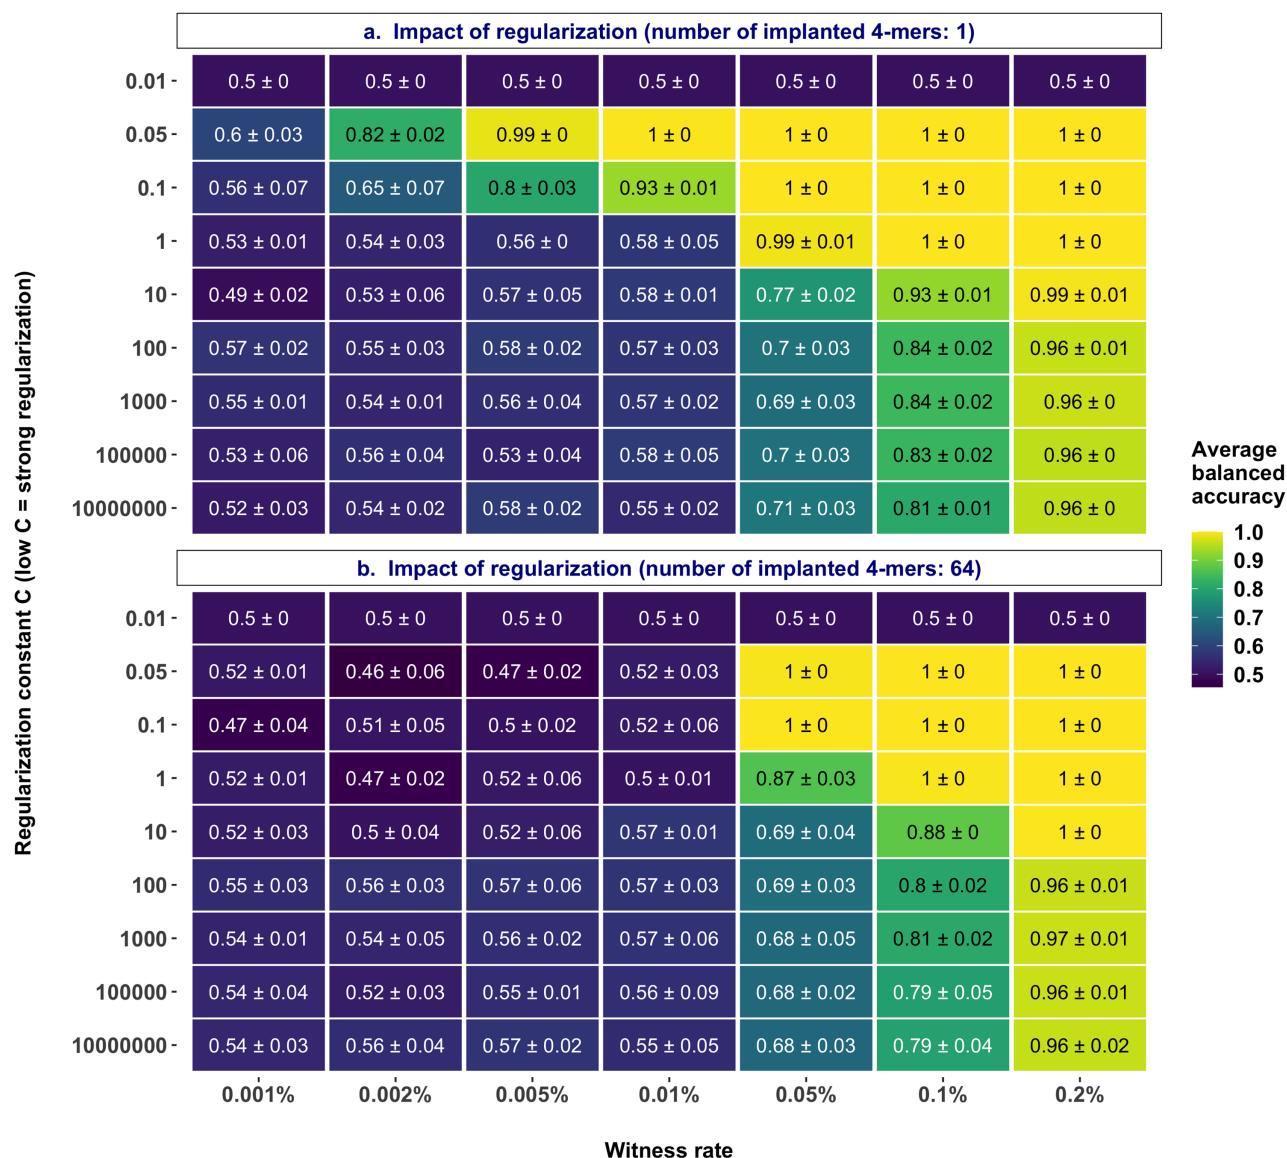 a.  Impact of regularization (number of implanted 4-mers: 1)
0.01 0.5 ± 0 0.5 ± 0 0.5 ± 0 0.5 ± 0 0.5 ± 0 0.5 ± 0 0.5 ± 0
0.05 0.6 ± 0.03 0.82 ± 0.02 0.99 ± 0 1 ± 0 1 ± 0 1 ± 0 1 ± 0
0.1 0.56 ± 0.07 0.65 ± 0.07 0.8 ± 0.03 0.93 ± 0.01 1 ± 0 1 ± 0 1 ± 0
1 0.53 ± 0.01 0.54 ± 0.03 0.56 ± 0 0.58 ± 0.05 0.99 ± 0.01 1 ± 0 1 ± 0
10 0.49 ± 0.02 0.53 ± 0.06 0.57 ± 0.05 0.58 ± 0.01 0.77 ± 0.02 0.93 ± 0.01 0.99 ± 0.01
100 0.57 ± 0.02 0.55 ± 0.03 0.58 ± 0.02 0.57 ± 0.03 0.7 ± 0.03 0.84 ± 0.02 0.96 ± 0.01
1000 0.55 ± 0.01 0.54 ± 0.01 0.56 ± 0.04 0.57 ± 0.02 0.69 ± 0.03 0.84 ± 0.02 0.96 ± 0
100000 0.53 ± 0.06 0.56 ± 0.04 0.53 ± 0.04 0.58 ± 0.05 0.7 ± 0.03 0.83 ± 0.02 0.96 ± 0
10000000 0.52 ± 0.03 0.54 ± 0.02 0.58 ± 0.02 0.55 ± 0.02 0.71 ± 0.03 0.81 ± 0.01 0.96 ± 0
b.  Impact of regularization (number of implanted 4-mers: 64)
0.01 0.5 ± 0 0.5 ± 0 0.5 ± 0 0.5 ± 0 0.5 ± 0 0.5 ± 0 0.5 ± 0
0.05 0.52 ± 0.01 0.46 ± 0.06 0.47 ± 0.02 0.52 ± 0.03 1 ± 0 1 ± 0 1 ± 0
0.1 0.47 ± 0.04 0.51 ± 0.05 0.5 ± 0.02 0.52 ± 0.06 1 ± 0 1 ± 0 1 ± 0
1 0.52 ± 0.01 0.47 ± 0.02 0.52 ± 0.06 0.5 ± 0.01 0.87 ± 0.03 1 ± 0 1 ± 0
10 0.52 ± 0.03 0.5 ± 0.04 0.52 ± 0.06 0.57 ± 0.01 0.69 ± 0.04 0.88 ± 0 1 ± 0
100 0.55 ± 0.03 0.56 ± 0.03 0.57 ± 0.06 0.57 ± 0.03 0.69 ± 0.03 0.8 ± 0.02 0.96 ± 0.01
1000 0.54 ± 0.01 0.54 ± 0.05 0.56 ± 0.02 0.57 ± 0.06 0.68 ± 0.05 0.81 ± 0.02 0.97 ± 0.01
100000 0.54 ± 0.04 0.52 ± 0.03 0.55 ± 0.01 0.56 ± 0.09 0.68 ± 0.02 0.79 ± 0.05 0.96 ± 0.01
10000000 0.54 ± 0.03 0.56 ± 0.04 0.57 ± 0.02 0.55 ± 0.05 0.68 ± 0.03 0.79 ± 0.04 0.96 ± 0.02
0.001% 0.002% 0.005% 0.01% 0.05% 0.1% 0.2%
Witness rate
Regularization constant C (low C = strong regularization)
Average
balanced
accuracy
1.0
0.9
0.8
0.7
0.6
0.5